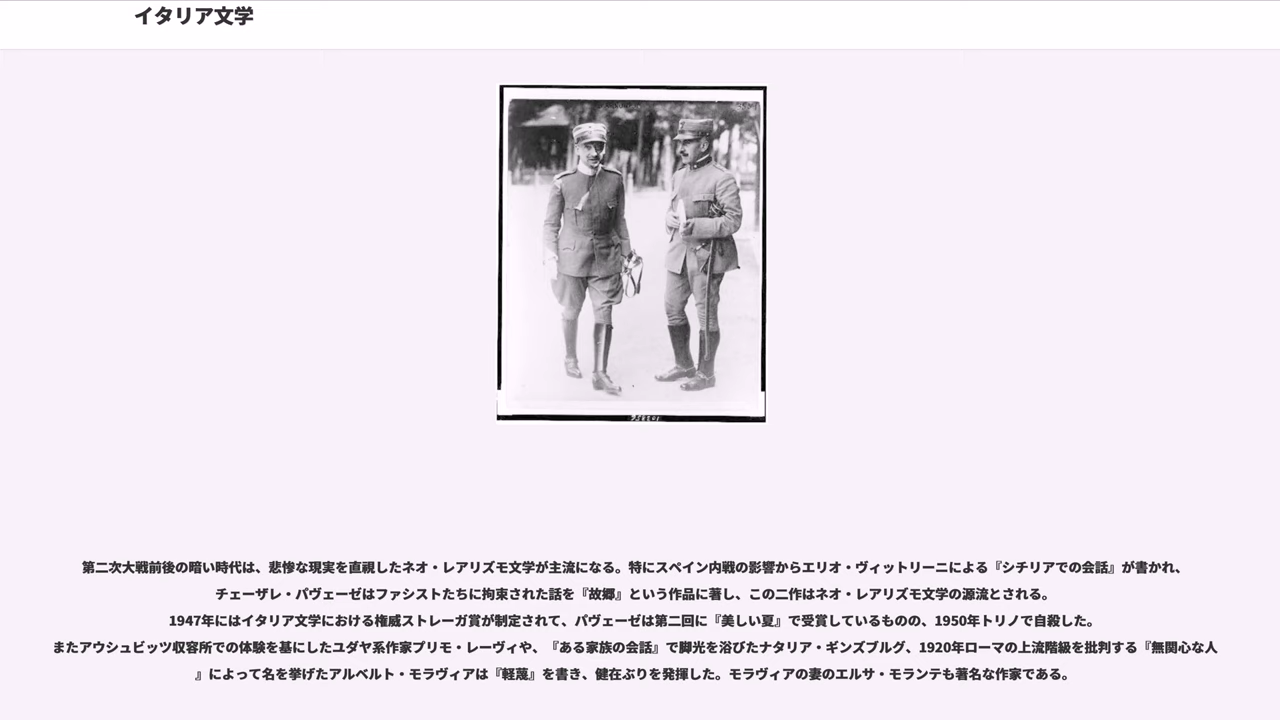 イタリア文学
第二次大戦前後の暗い時代は、悲惨な現実を直視したネオ・レアリズモ文学が主流になる。特にスペイン内戦の影響からエリオ・ヴィットリーニによる『シチリアでの会話』が書かれ、
チェーザレ・パヴェーゼはファシストたちに拘束された話を『故郷』という作品に著し、この二作はネオ・レアリズモ文学の源流とされる。
1947年にはイタリア文学における権威ストレーガ賞が制定されて、パヴェーゼは第二回に『美しい夏』で受賞しているものの、1950年トリノで自殺した。
またアウシュビッツ収容所での体験を基にしたユダヤ系作家プリモ・レーヴィや、『ある家族の会話』で脚光を浴びたナタリア・ギンズブルグ、1920年ローマの上流階級を批判する『無関心な人
』によって名を挙げたアルベルト・モラヴィアは『軽蔑』を書き、健在ぶりを発揮した。モラヴィアの妻のエルサ・モランテも著名な作家である。